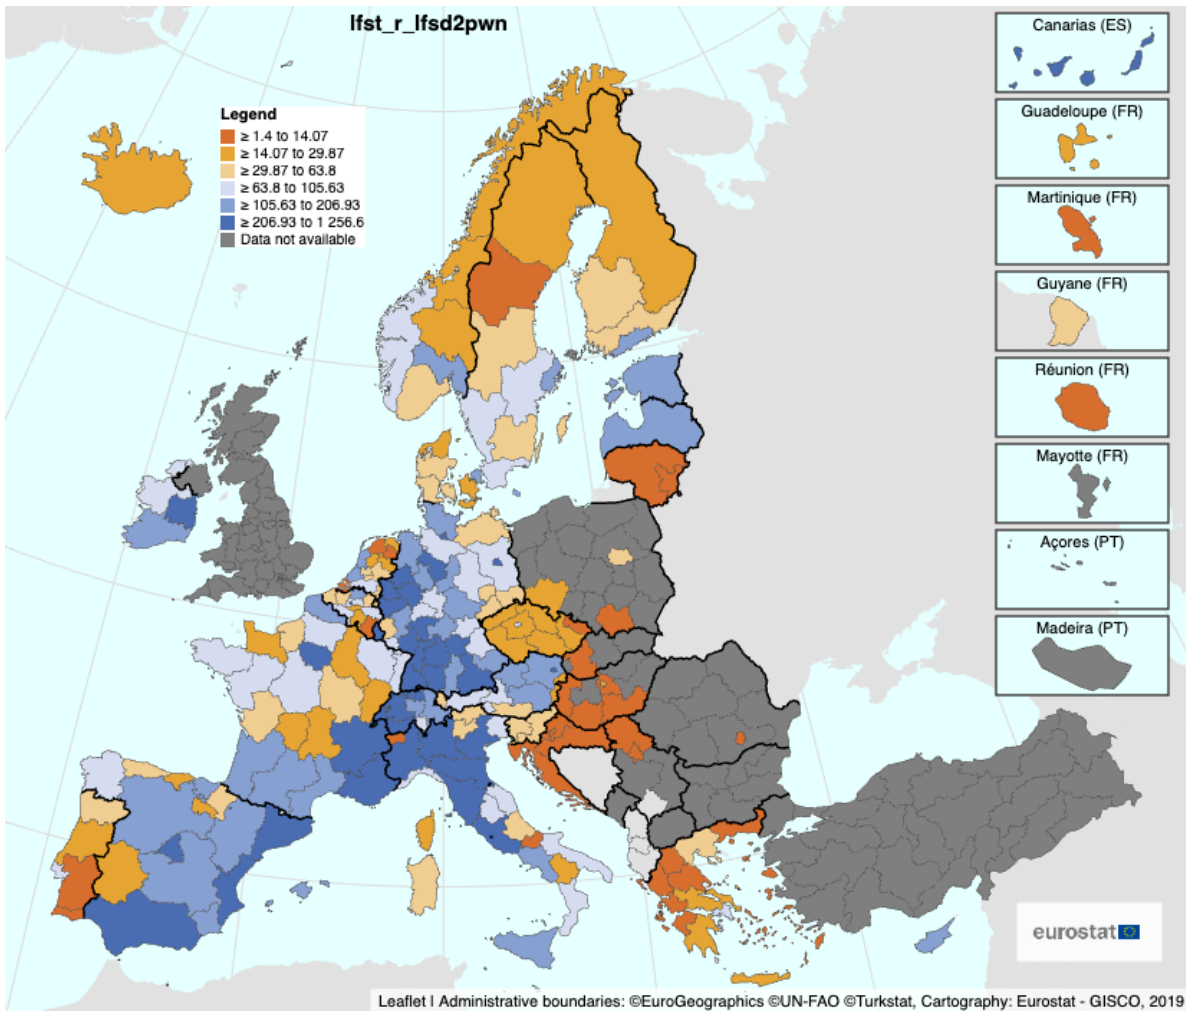 lfst_r_lfsd2pwn
Legend
≥ 1.4 to 14.07
≥ 14.07 to 29.87
≥ 29.87 to 63.8
≥ 63.8 to 105.63
≥ 105.63 to 206.93
≥ 206.93 to 1 256.6
Data not available
Canarias (ES)
Guadeloupe (FR)
Martinique (FR)
Guyane (FR)
Réunion (FR)
Mayotte (FR)
Açores (PT)
Madeira (PT)
eurostat
Leaflet | Administrative boundaries: ©EuroGeographics ©UN-FAO ©Turkstat, Cartography: Eurostat - GISCO, 2019